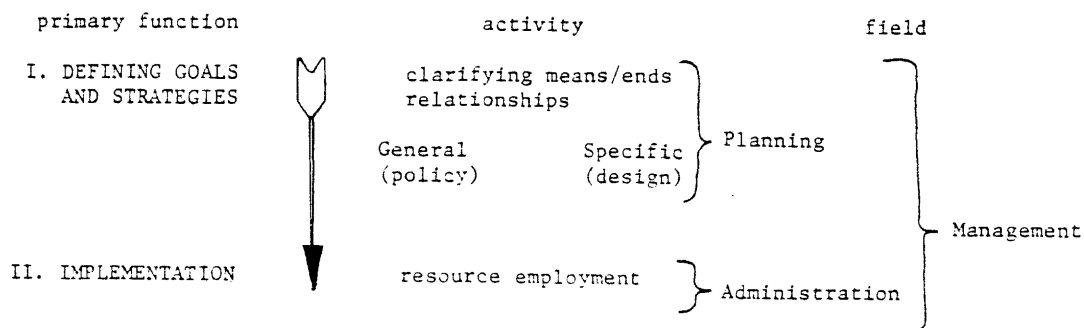 primary function activity field
I. DEFINING GOALS
AND STRATEGIES
clarifying means/ends
relationships
General
(policy)
Specific
(design)
Planning
Management
II. IMPLEMENTATION
resource employment
Administration